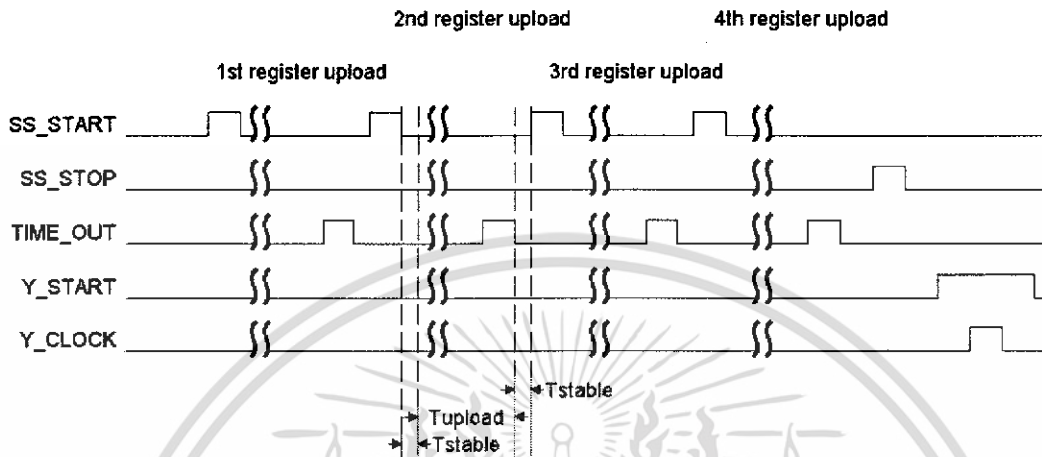 2nd register upload
4th register upload
1st register upload
3rd register upload
SS_START
SS_STOP
TIME_OUT
Y_START
Y_CLOCK
Tstable
Tupload
Tstable